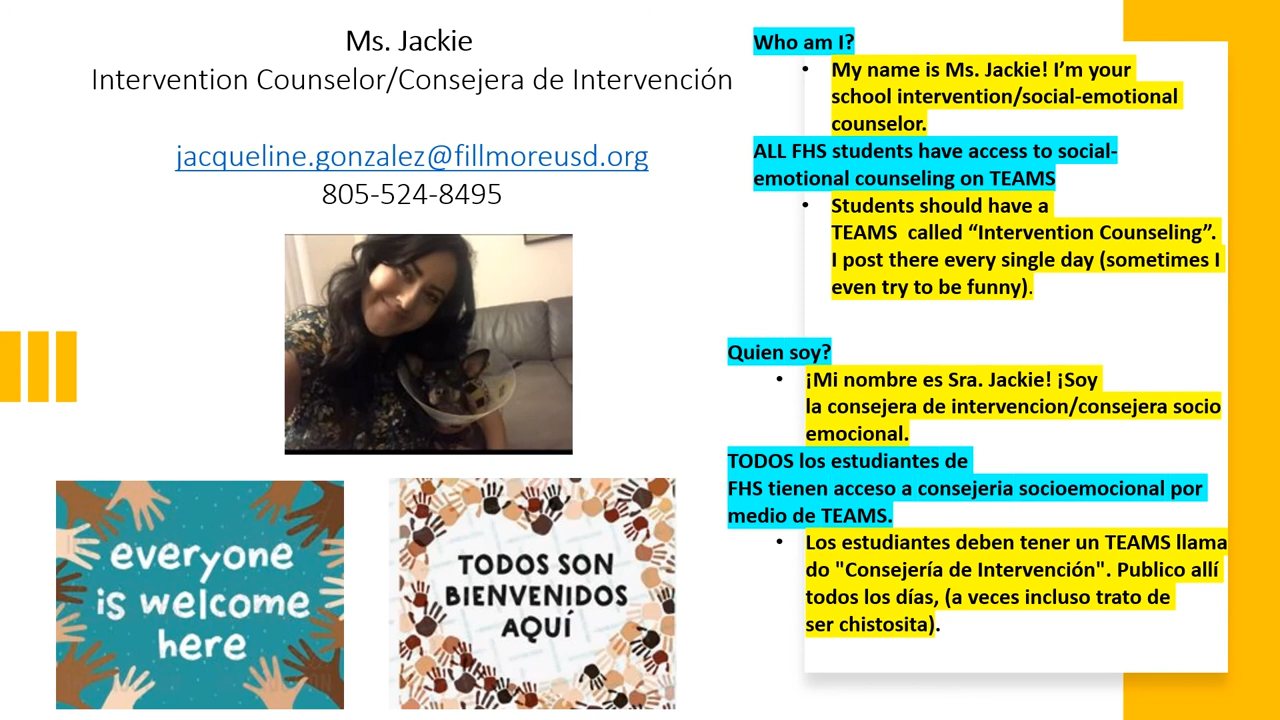 Ms. Jackie
Intervention Counselor/Consejera de Intervención
jacqueline.gonzalez@fillmoreusd.org
805-524-8495
everyone
is welcome
here
TODOS SON
BIENVENIDOS
AQUÍ
Who am I?
• My name is Ms. Jackie! I’m your
school intervention/social-emotional
counselor.
ALL FHS students have access to social-
emotional counseling on TEAMS
• Students should have a
TEAMS called “Intervention Counseling”.
I post there every single day (sometimes I
even try to be funny).
Quien soy?
• ¡Mi nombre es Sra. Jackie! ¡Soy
la consejera de intervencion/consejera socio
emocional.
TODOS los estudiantes de
FHS tienen acceso a consejeria socioemocional por
medio de TEAMS.
• Los estudiantes deben tener un TEAMS llama
do "Consejería de Intervención". Publico allí
todos los días, (a veces incluso trato de
ser chistosita).